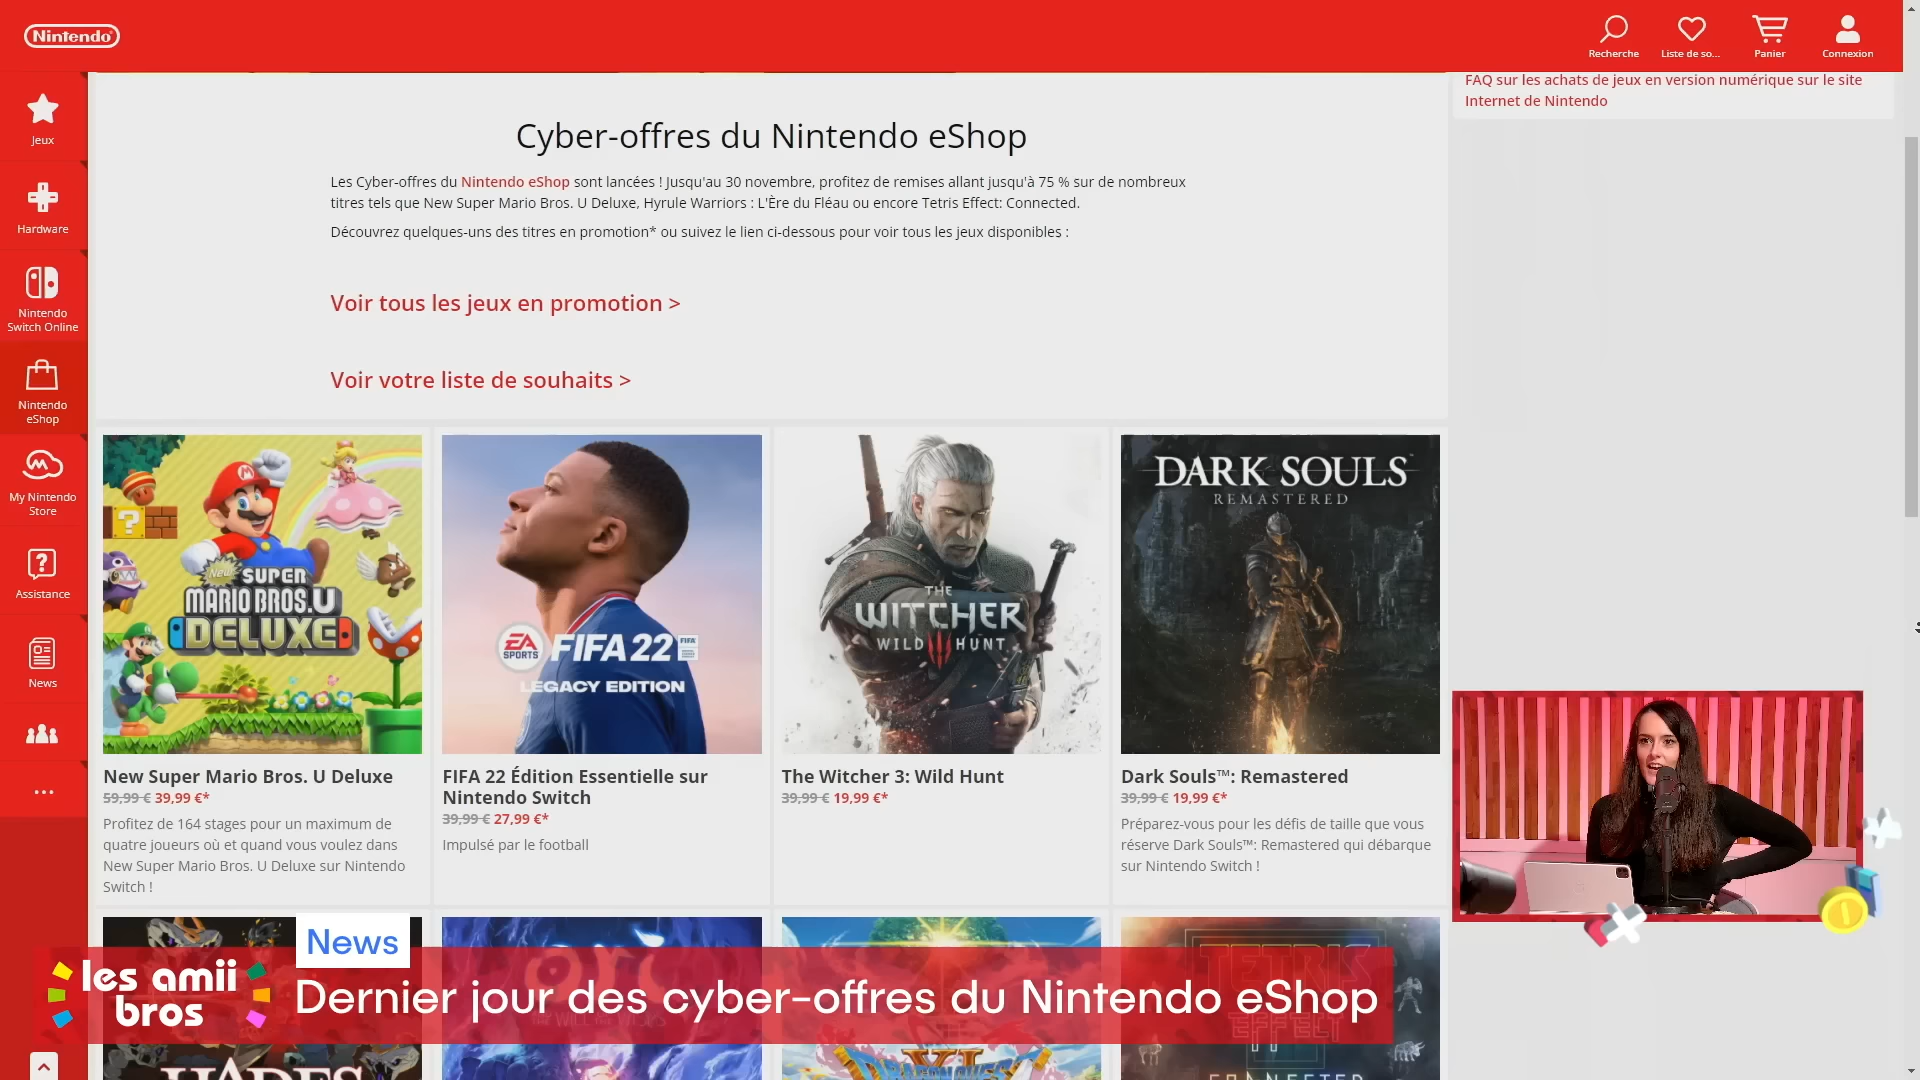 Nintendo
Recherche
Liste de so...
Panier
Connexion
Jeux
Hardware
Nintendo
Switch Online
Nintendo
eShop
My Nintendo
Store
Assistance
News
...
FAQ sur les achats de jeux en version numérique sur le site
Internet de Nintendo
Cyber-offres du Nintendo eShop
Les Cyber-offres du Nintendo eShop sont lancées ! Jusqu'au 30 novembre, profitez de remises allant jusqu'à 75 % sur de nombreux
titres tels que New Super Mario Bros. U Deluxe, Hyrule Warriors : L'Ère du Fléau ou encore Tetris Effect: Connected.
Découvrez quelques-uns des titres en promotion* ou suivez le lien ci-dessous pour voir tous les jeux disponibles :
Voir tous les jeux en promotion >
Voir votre liste de souhaits >
New
SUPER
MARIO BROS.U
DELUXE
EA
SPORTS
FIFA 22
FIFA
LEGACY EDITION
THE
WITCHER
WILD HUNT
DARK SOULS
REMASTERED
New Super Mario Bros. U Deluxe
59,99 € 39,99 €*
Profitez de 164 stages pour un maximum de
quatre joueurs où et quand vous voulez dans
New Super Mario Bros. U Deluxe sur Nintendo
Switch !
FIFA 22 Édition Essentielle sur
Nintendo Switch
39,99 € 27,99 €*
Impulsé par le football
The Witcher 3: Wild Hunt
39,99 € 19,99 €*
Dark Souls™: Remastered
39,99 € 19,99 €*
Préparez-vous pour les défis de taille que vous
réserve Dark Souls™: Remastered qui débarque
sur Nintendo Switch !
News
les amii
bros
Dernier jour des cyber-offres du Nintendo eShop
HADES
ori
DRAGON QUEST
XI
TETRIS
EFFECT
CONNECTED